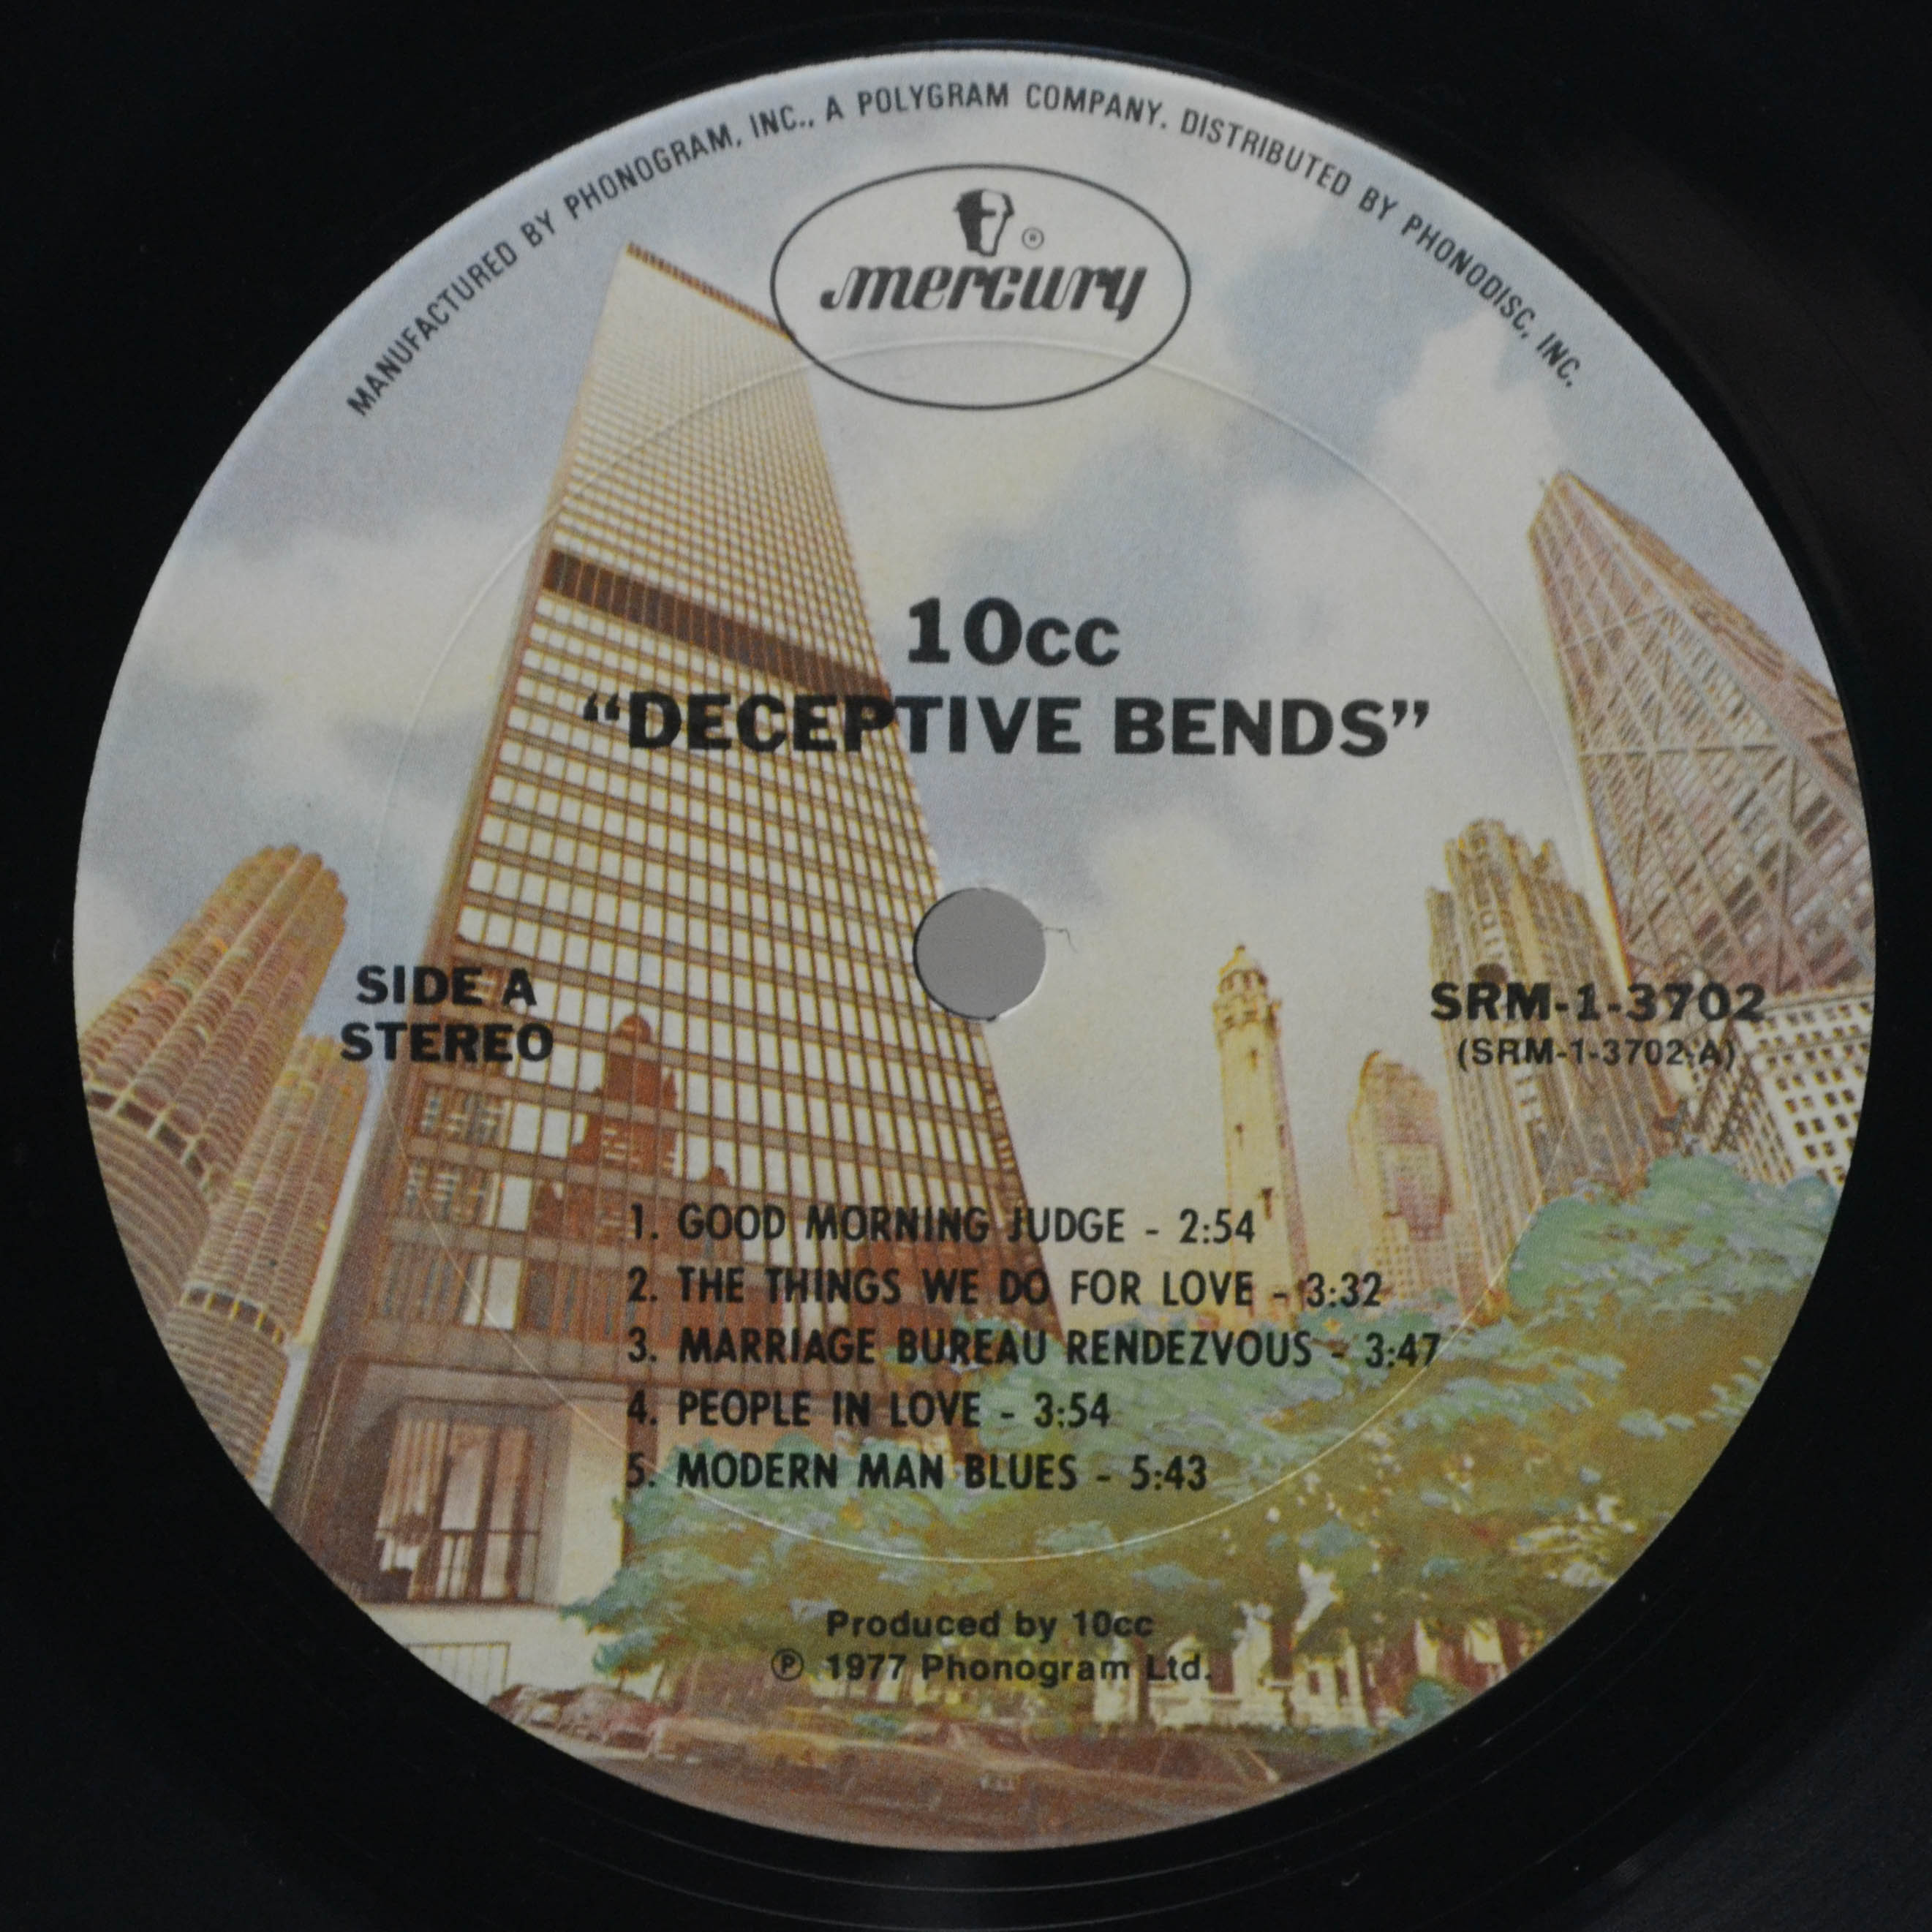 MANUFACTURED BY PHONOGRAM, INC., A POLYGRAM COMPANY. DISTRIBUTED BY PHONODISC, INC.
®
mercury
10cc
“DECEPTIVE BENDS”
SIDE A
STEREO
SRM-1-3702
(SRM-1-3702-A)
1. GOOD MORNING JUDGE - 2:54
2. THE THINGS WE DO FOR LOVE - 3:32
3. MARRIAGE BUREAU RENDEZVOUS - 3:47
4. PEOPLE IN LOVE - 3:54
5. MODERN MAN BLUES - 5:43
Produced by 10cc
℗ 1977 Phonogram Ltd.